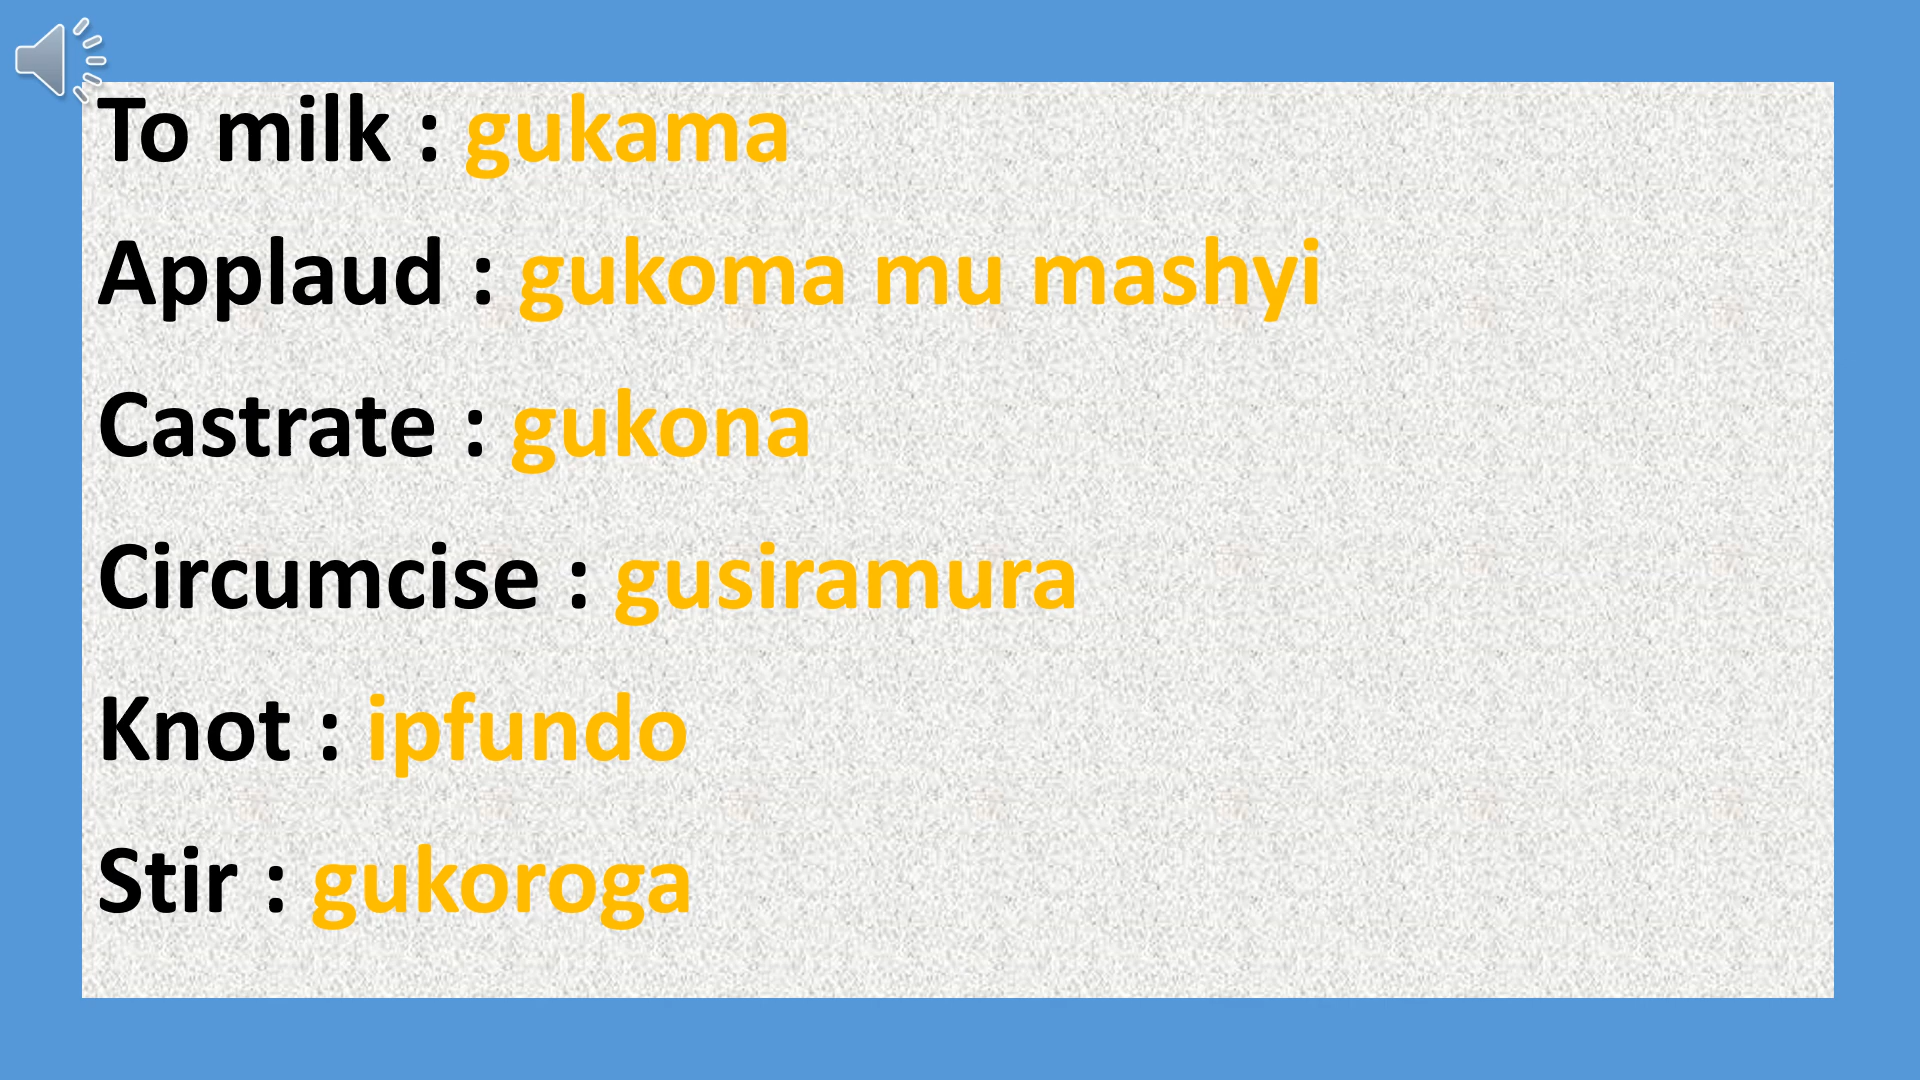 To milk : gukama
Applaud : gukoma mu mashyi
Castrate : gukona
Circumcise : gusiramura
Knot : ipfundo
Stir : gukoroga